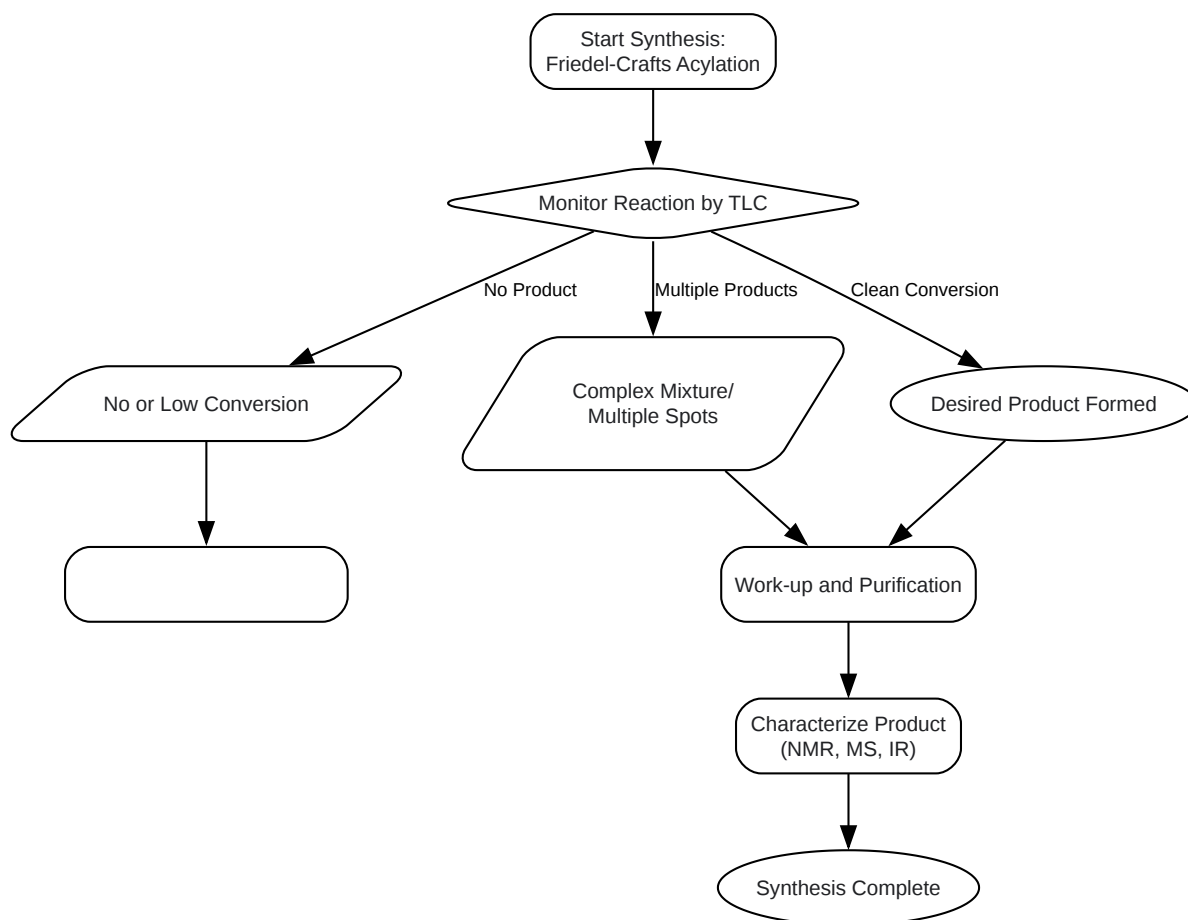 Start Synthesis:
Friedel-Crafts Acylation
Monitor Reaction by TLC
No Product
Multiple Products
Clean Conversion
No or Low Conversion
Complex Mixture/
Multiple Spots
Desired Product Formed
Work-up and Purification
Characterize Product
(NMR, MS, IR)
Synthesis Complete